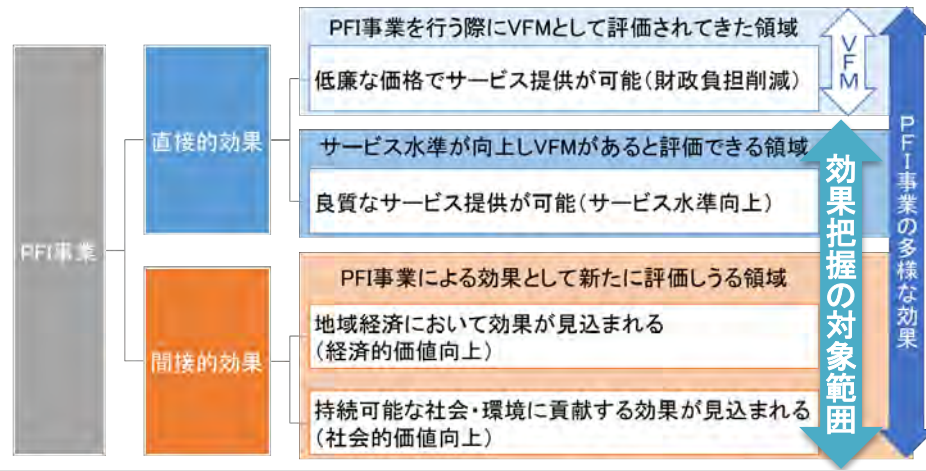 PFI事業
直接的効果
PFI事業を行う際にVFMとして評価されてきた領域
低廉な価格でサービス提供が可能(財政負担削減)
サービス水準が向上しVFMがあると評価できる領域
良質なサービス提供が可能(サービス水準向上)
間接的効果
PFI事業による効果として新たに評価しうる領域
地域経済において効果が見込まれる
(経済的価値向上)
持続可能な社会・環境に貢献する効果が見込まれる
(社会的価値向上)
VFM
効果把握の対象範囲
PFI事業の多様な効果